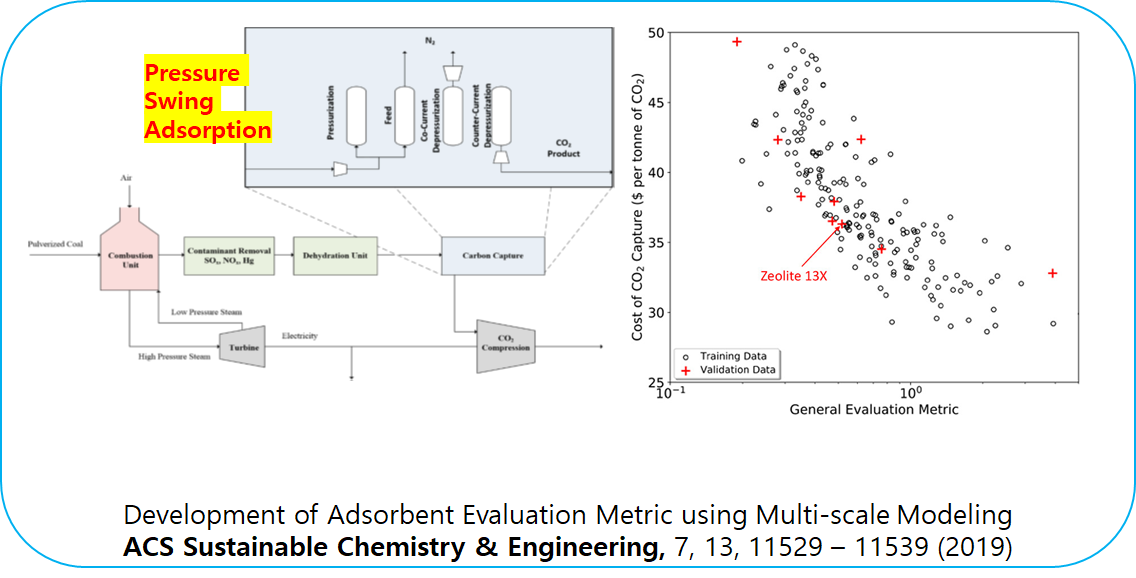 Pressure
Swing
Adsorption
N₂
Pressurization
Feed
Co-Current
Depressurization
Counter-Current
Depressurization
CO₂
Product
Air
Pulverized Coal
Combustion
Unit
Contaminant Removal
SOₓ, NOₓ, Hg
Dehydration Unit
Carbon Capture
Low Pressure Steam
High Pressure Steam
Turbine
Electricity
CO₂
Compression
Cost of CO₂ Capture ($ per tonne of CO₂)
50
45
40
35
30
25
Zeolite 13X
Training Data
Validation Data
10⁻¹
10⁰
General Evaluation Metric
Development of Adsorbent Evaluation Metric using Multi-scale Modeling
ACS Sustainable Chemistry & Engineering, 7, 13, 11529 – 11539 (2019)